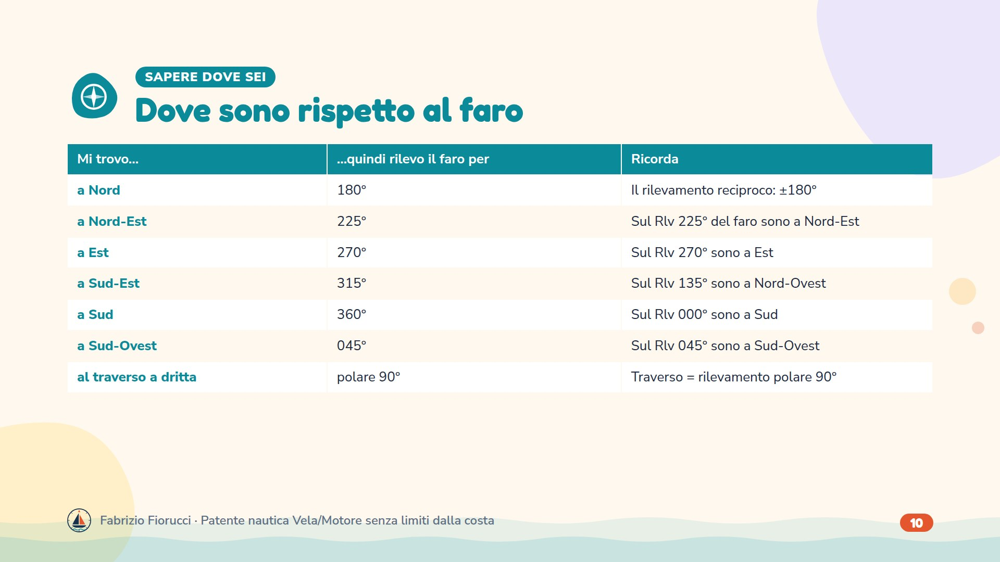 SAPERE DOVE SEI
Dove sono rispetto al faro
Mi trovo... ...quindi rilevo il faro per Ricorda
a Nord 180° Il rilevamento reciproco: ±180°
a Nord-Est 225° Sul Rlv 225° del faro sono a Nord-Est
a Est 270° Sul Rlv 270° sono a Est
a Sud-Est 315° Sul Rlv 135° sono a Nord-Ovest
a Sud 360° Sul Rlv 000° sono a Sud
a Sud-Ovest 045° Sul Rlv 045° sono a Sud-Ovest
al traverso a dritta polare 90° Traverso = rilevamento polare 90°
Fabrizio Fiorucci · Patente nautica Vela/Motore senza limiti dalla costa
10